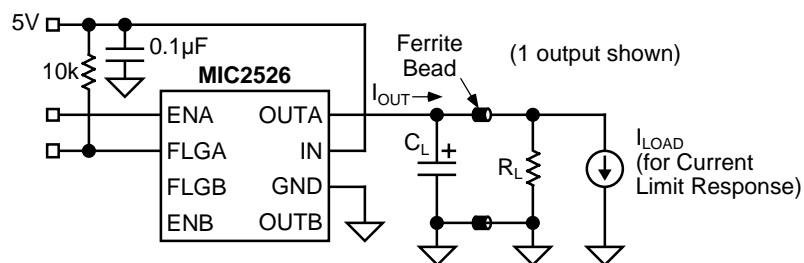 5V
0.1µF
10k
MIC2526
Ferrite
Bead
(1 output shown)
IOUT
ENA OUTA
FLGA IN
FLGB GND
ENB OUTB
CL
+
RL
ILOAD
(for Current
Limit Response)